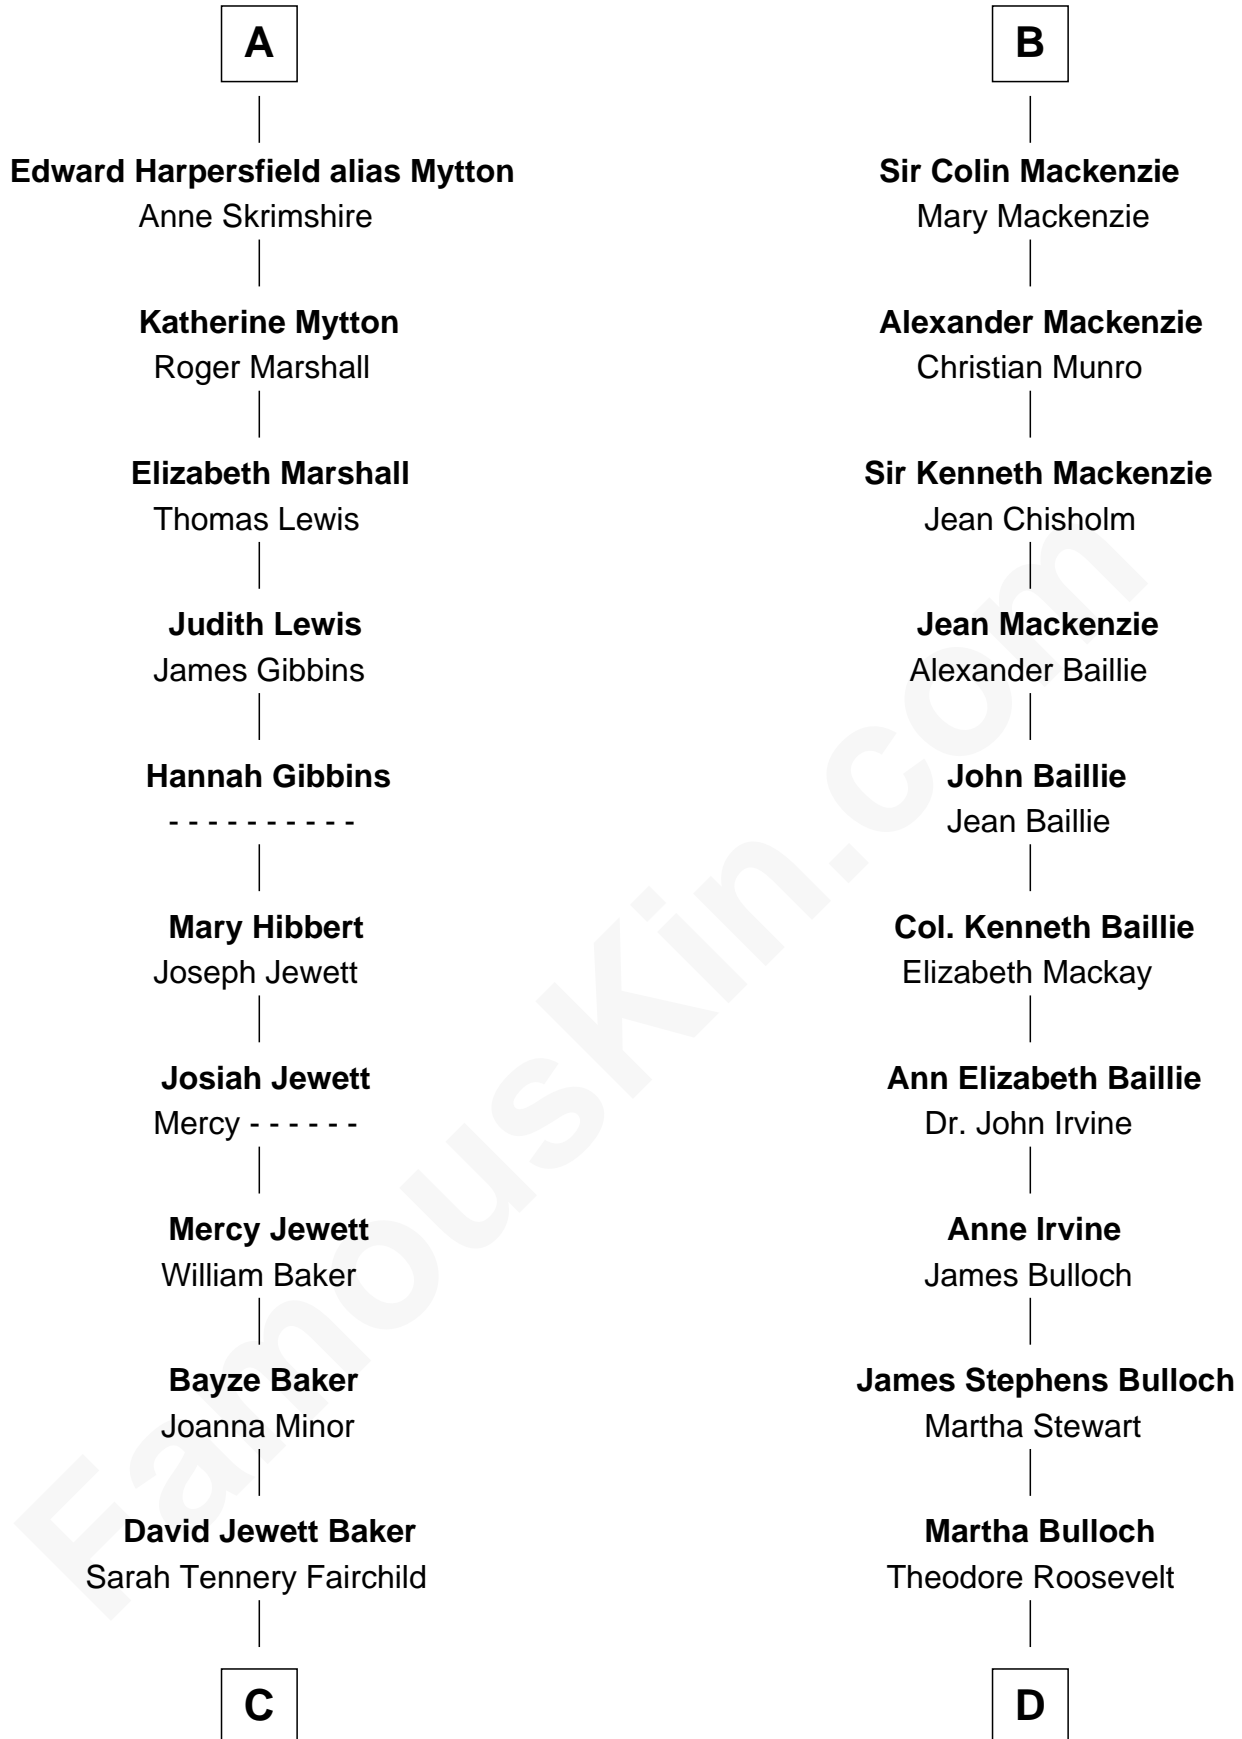 A
Edward Harpersfield alias Mytton
Anne Skrimshire
Katherine Mytton
Roger Marshall
Elizabeth Marshall
Thomas Lewis
Judith Lewis
James Gibbins
Hannah Gibbins
- - - - - - - - - -
Mary Hibbert
Joseph Jewett
Josiah Jewett
Mercy - - - - - -
Mercy Jewett
William Baker
Bayze Baker
Joanna Minor
David Jewett Baker
Sarah Tennery Fairchild
C
B
Sir Colin Mackenzie
Mary Mackenzie
Alexander Mackenzie
Christian Munro
Sir Kenneth Mackenzie
Jean Chisholm
Jean Mackenzie
Alexander Baillie
John Baillie
Jean Baillie
Col. Kenneth Baillie
Elizabeth Mackay
Ann Elizabeth Baillie
Dr. John Irvine
Anne Irvine
James Bulloch
James Stephens Bulloch
Martha Stewart
Martha Bulloch
Theodore Roosevelt
D
FamousKin.com